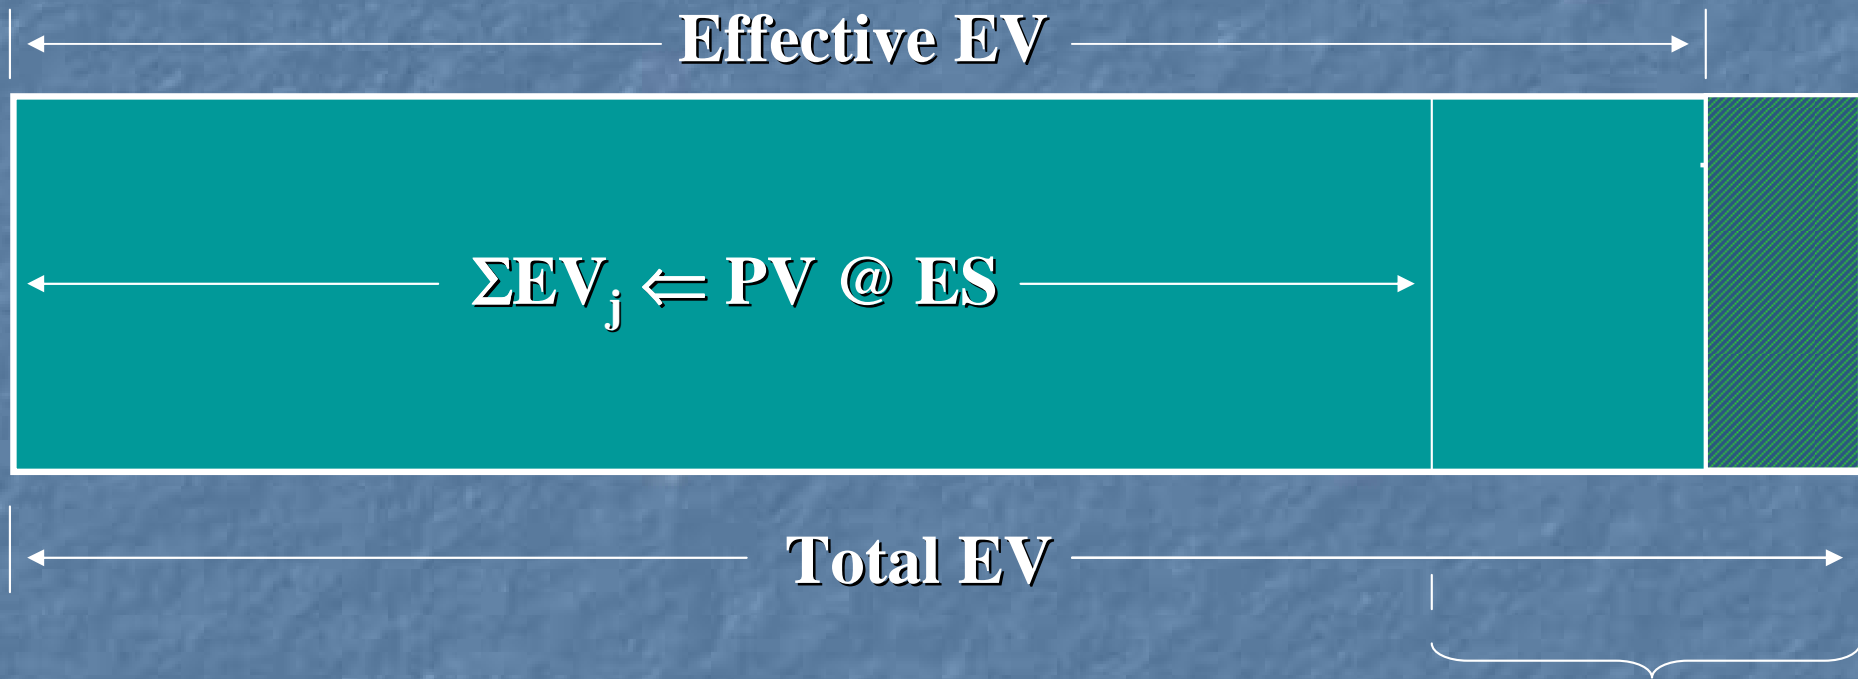 Effective EV
ΣEVj ⇐ PV @ ES
Total EV